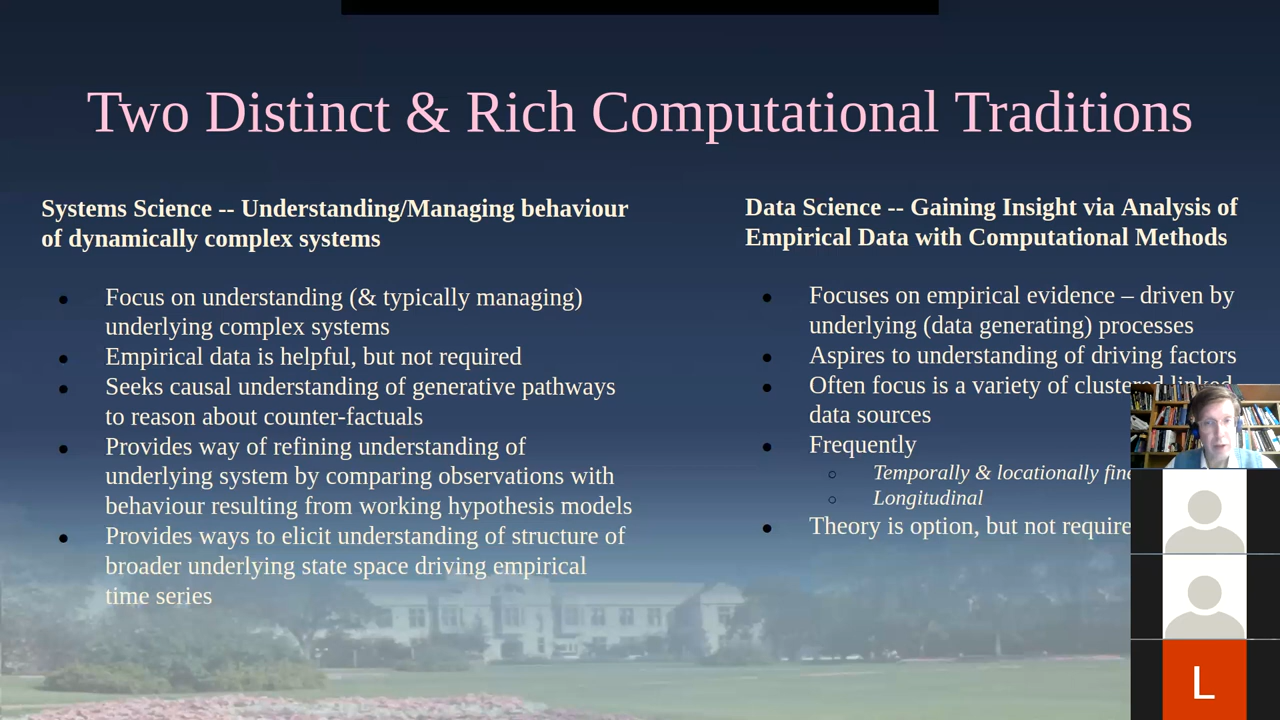 Two Distinct & Rich Computational Traditions
Systems Science -- Understanding/Managing behaviour
of dynamically complex systems
Focus on understanding (& typically managing)
underlying complex systems
Empirical data is helpful, but not required
Seeks causal understanding of generative pathways
to reason about counter-factuals
Provides way of refining understanding of
underlying system by comparing observations with
behaviour resulting from working hypothesis models
Provides ways to elicit understanding of structure of
broader underlying state space driving empirical
time series
Data Science -- Gaining Insight via Analysis of
Empirical Data with Computational Methods
Focuses on empirical evidence – driven by
underlying (data generating) processes
Aspires to understanding of driving factors
Often focus is a variety of clustered linked
data sources
Frequently
Temporally & locationally fine
Longitudinal
Theory is option, but not require
L